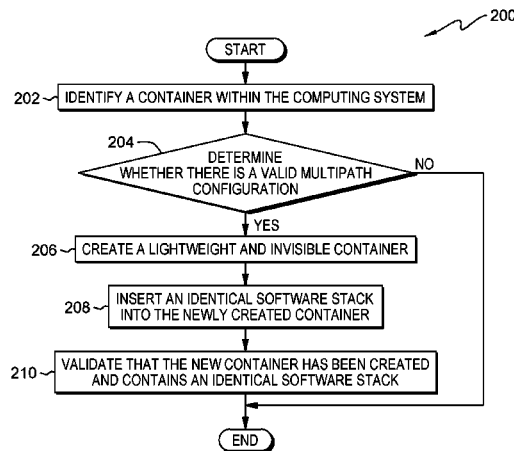 200
START
202
IDENTIFY A CONTAINER WITHIN THE COMPUTING SYSTEM
204
DETERMINE
WHETHER THERE IS A VALID MULTIPATH
CONFIGURATION
NO
YES
206
CREATE A LIGHTWEIGHT AND INVISIBLE CONTAINER
208
INSERT AN IDENTICAL SOFTWARE STACK
INTO THE NEWLY CREATED CONTAINER
210
VALIDATE THAT THE NEW CONTAINER HAS BEEN CREATED
AND CONTAINS AN IDENTICAL SOFTWARE STACK
END